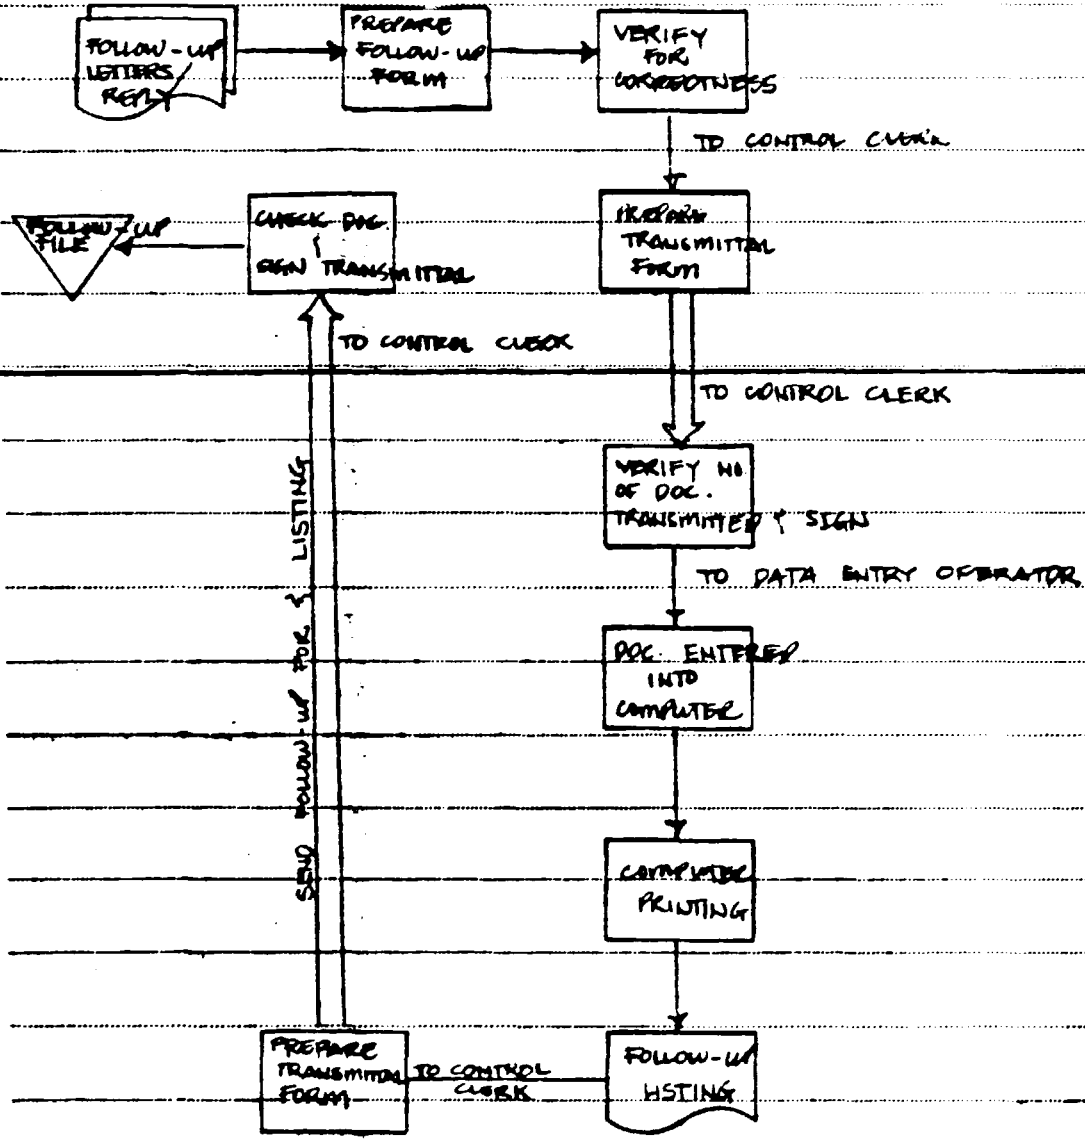 FOLLOW-UP
LETTERS
REPLY
PREPARE
FOLLOW-UP
FORM
VERIFY
FOR
CORRECTNESS
TO CONTROL CLERK
FOLLOW-UP
FILE
CHECK DOC.
&
SIGN TRANSMITTAL
PREPARE
TRANSMITTAL
FORM
TO CONTROL CLERK
TO CONTROL CLERK
VERIFY NO
OF DOC.
TRANSMITTED & SIGN
TO DATA ENTRY OPERATOR
SEND FOLLOW-UP FOR & LISTING
DOC. ENTERED
INTO
COMPUTER
COMPUTER
PRINTING
PREPARE
TRANSMITTAL
FORM
TO CONTROL
CLERK
FOLLOW-UP
LISTING